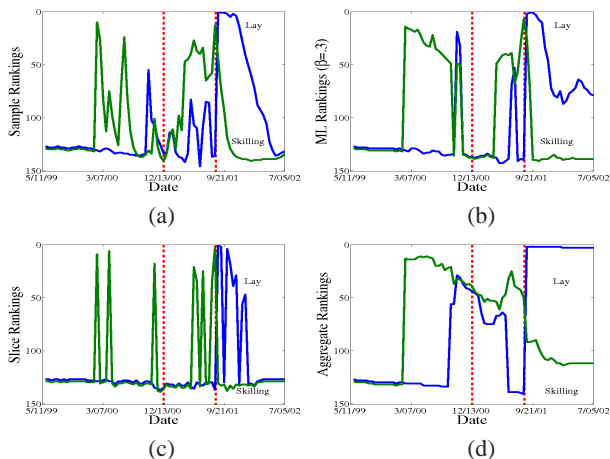 0
50
100
150
Sample Rankings
Lay
Skilling
5/11/99 3/07/00 12/13/00 9/21/01 7/05/02
Date
(a)
0
50
100
150
ML Rankings (β=.3)
Lay
Skilling
5/11/99 3/07/00 12/13/00 9/21/01 7/05/02
Date
(b)
0
50
100
150
Slice Rankings
Lay
Skilling
5/11/99 3/07/00 12/13/00 9/21/01 7/05/02
Date
(c)
0
50
100
150
Aggregate Rankings
Lay
Skilling
5/11/99 3/07/00 12/13/00 9/21/01 7/05/02
Date
(d)